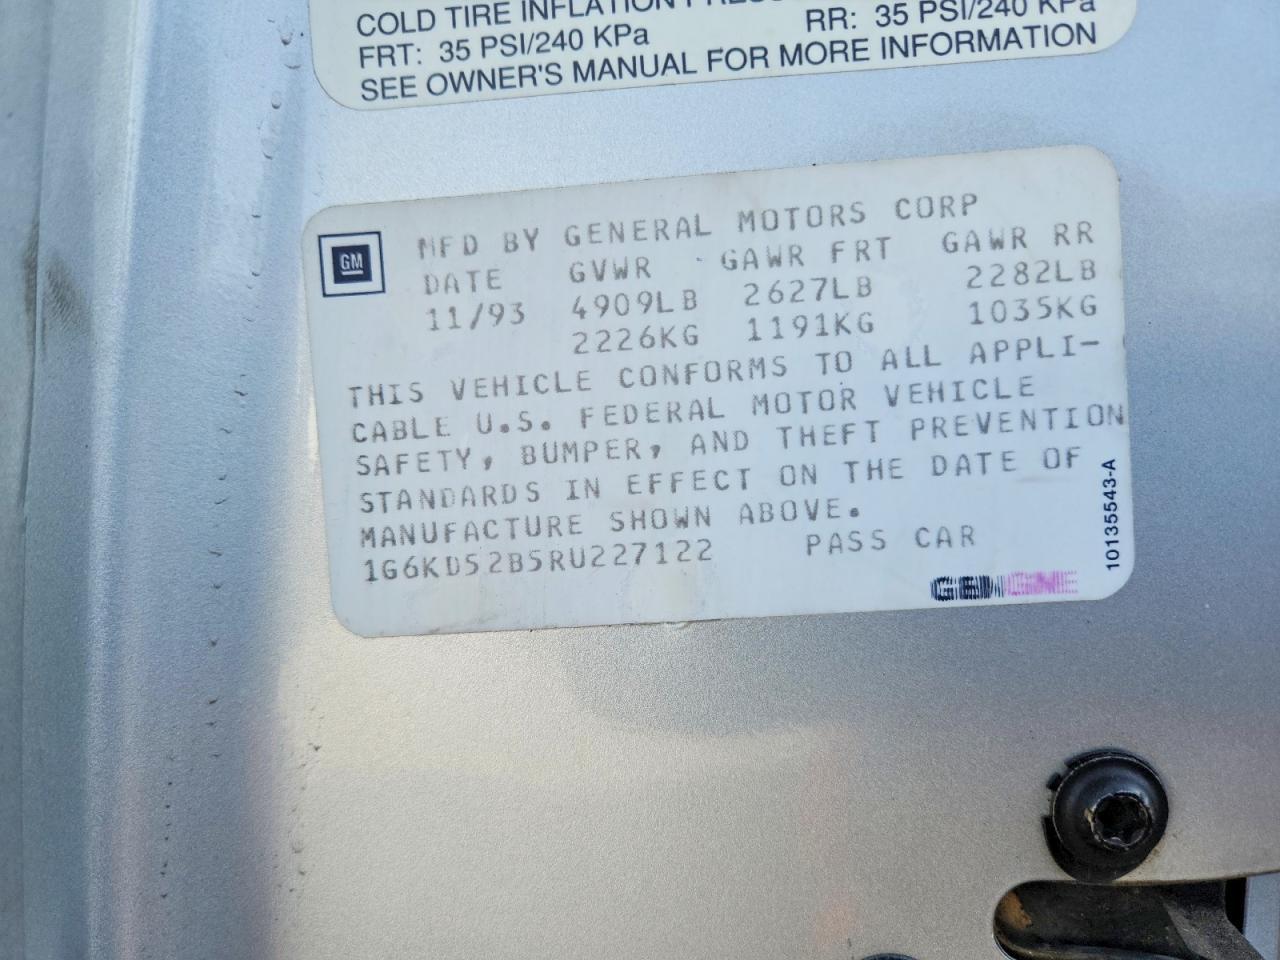 COLD TIRE INFLATION
FRT: 35 PSI/240 KPa RR: 35 PSI/240 KPa
SEE OWNER'S MANUAL FOR MORE INFORMATION
GM
MFD BY GENERAL MOTORS CORP
DATE GVWR GAWR FRT GAWR RR
11/93 4909LB 2627LB 2282LB
2226KG 1191KG 1035KG
THIS VEHICLE CONFORMS TO ALL APPLI-
CABLE U.S. FEDERAL MOTOR VEHICLE
SAFETY, BUMPER, AND THEFT PREVENTION
STANDARDS IN EFFECT ON THE DATE OF
MANUFACTURE SHOWN ABOVE.
1G6KD52B5RU227122 PASS CAR
10135543-A